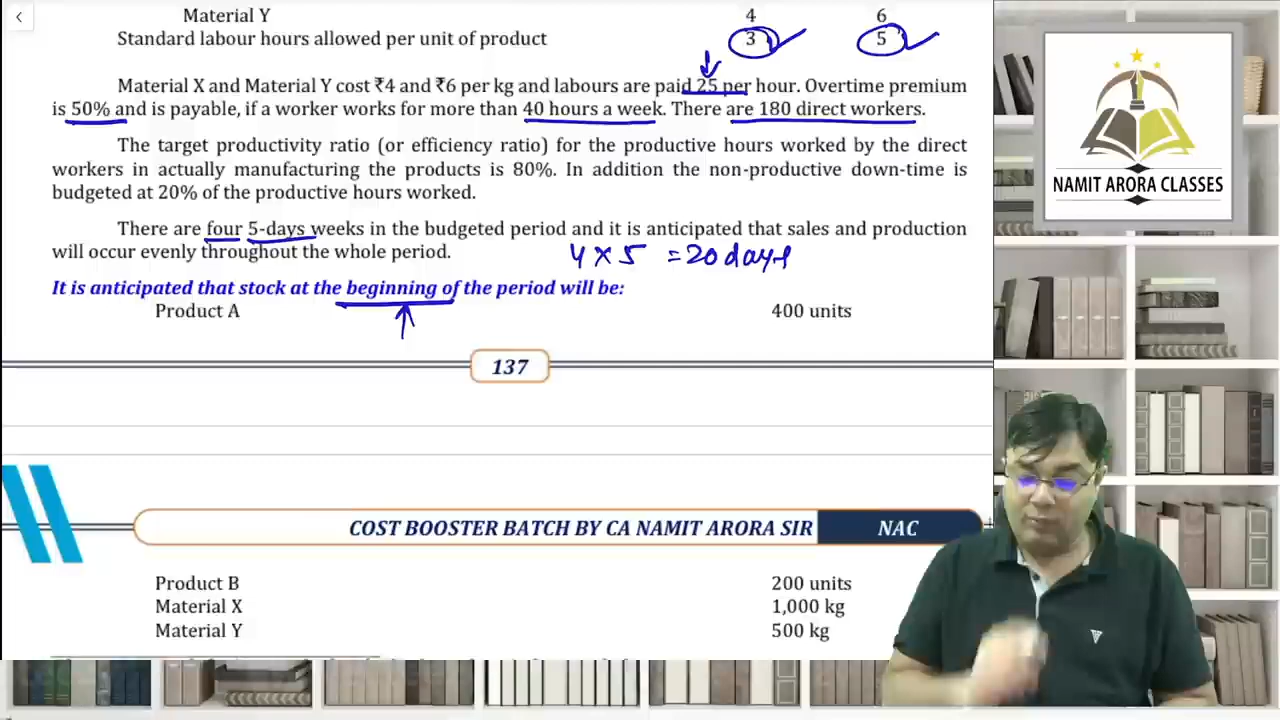 Material Y 4 6
Standard labour hours allowed per unit of product 3 5
Material X and Material Y cost ₹4 and ₹6 per kg and labours are paid 25 per hour. Overtime premium
is 50% and is payable, if a worker works for more than 40 hours a week. There are 180 direct workers.
The target productivity ratio (or efficiency ratio) for the productive hours worked by the direct
workers in actually manufacturing the products is 80%. In addition the non-productive down-time is
budgeted at 20% of the productive hours worked.
There are four 5-days weeks in the budgeted period and it is anticipated that sales and production
will occur evenly throughout the whole period.
4 × 5 = 20 days
It is anticipated that stock at the beginning of the period will be:
Product A 400 units
137
COST BOOSTER BATCH BY CA NAMIT ARORA SIR NAC
Product B 200 units
Material X 1,000 kg
Material Y 500 kg
NAMIT ARORA CLASSES